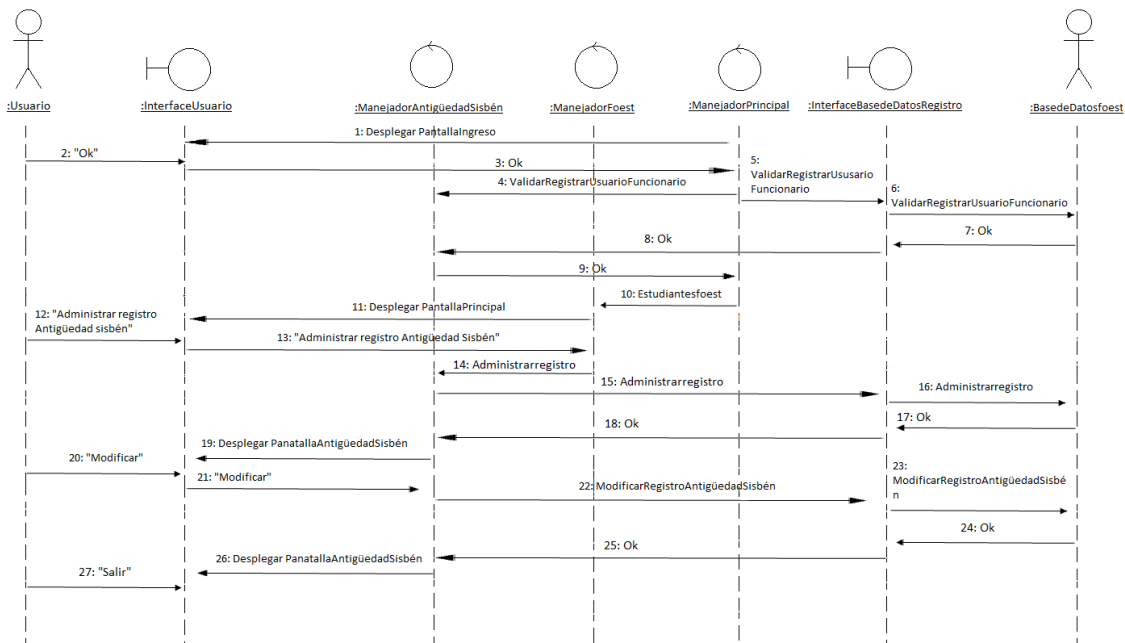 :Usuario
:InterfaceUsuario
:ManejadorAntigüedadSisbén
:ManejadorFoest
:ManejadorPrincipal
:InterfaceBasedeDatosRegistro
:BasedeDatosfoest
1: Desplegar PantallaIngreso
2: "Ok"
3: Ok
4: ValidarRegistrarUsuarioFuncionario
5:
ValidarRegistrarUsusario
Funcionario
6:
ValidarRegistrarUsuarioFuncionario
7: Ok
8: Ok
9: Ok
10: Estudiantesfoest
11: Desplegar PantallaPrincipal
12: "Administrar registro
Antigüedad sisbén"
13: "Administrar registro Antigüedad Sisbén"
14: Administrarregistro
15: Administrarregistro
16: Administrarregistro
17: Ok
18: Ok
19: Desplegar PanatallaAntigüedadSisbén
20: "Modificar"
21: "Modificar"
22: ModificarRegistroAntigüedadSisbén
23:
ModificarRegistroAntigüedadSisbé
n
24: Ok
25: Ok
26: Desplegar PanatallaAntigüedadSisbén
27: "Salir"